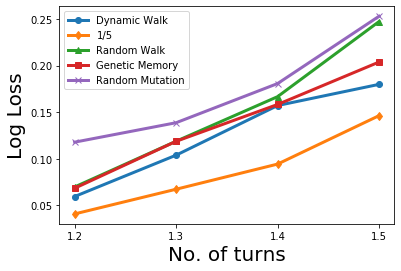 Dynamic Walk
1/5
Random Walk
Genetic Memory
Random Mutation
Log Loss
0.25
0.20
0.15
0.10
0.05
1.2
1.3
1.4
1.5
No. of turns